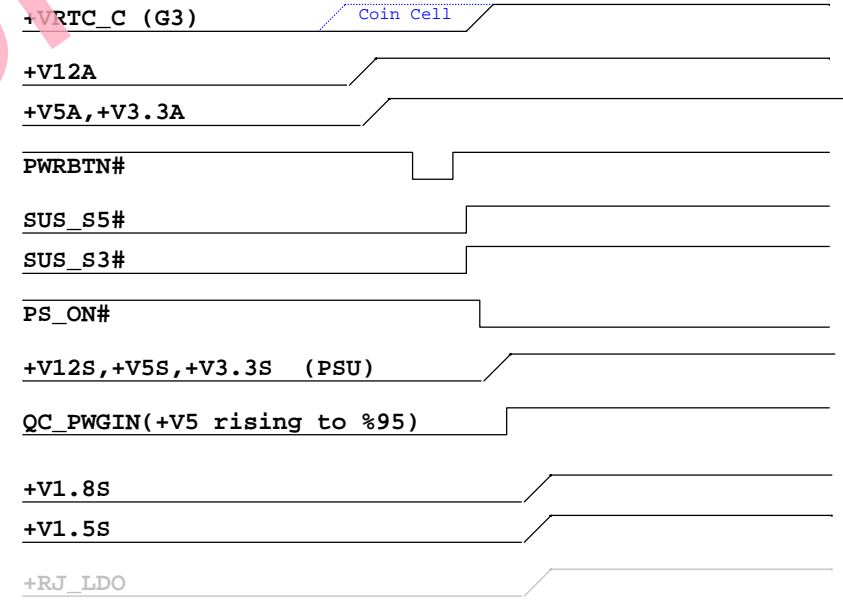 +VRTC_C (G3) Coin Cell
+V12A
+V5A,+V3.3A
PWRBTN#
SUS_S5#
SUS_S3#
PS_ON#
+V12S,+V5S,+V3.3S (PSU)
QC_PWGIN(+V5 rising to %95)
+V1.8S
+V1.5S
+RJ_LDO